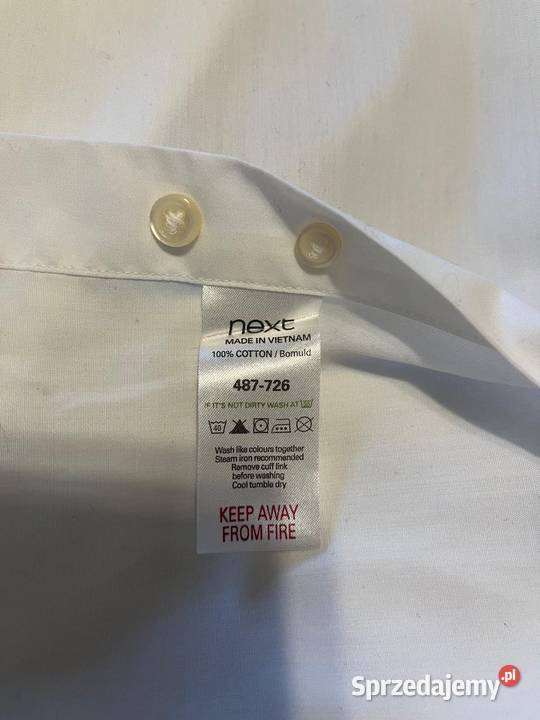 next
MADE IN VIETNAM
100% COTTON / Bomuld
487-726
IF IT'S NOT DIRTY WASH AT 30
40
Wash like colours together
Steam iron recommended
Remove cuff link
before washing
Cool tumble dry
KEEP AWAY
FROM FIRE
Sprzedajemy.pl